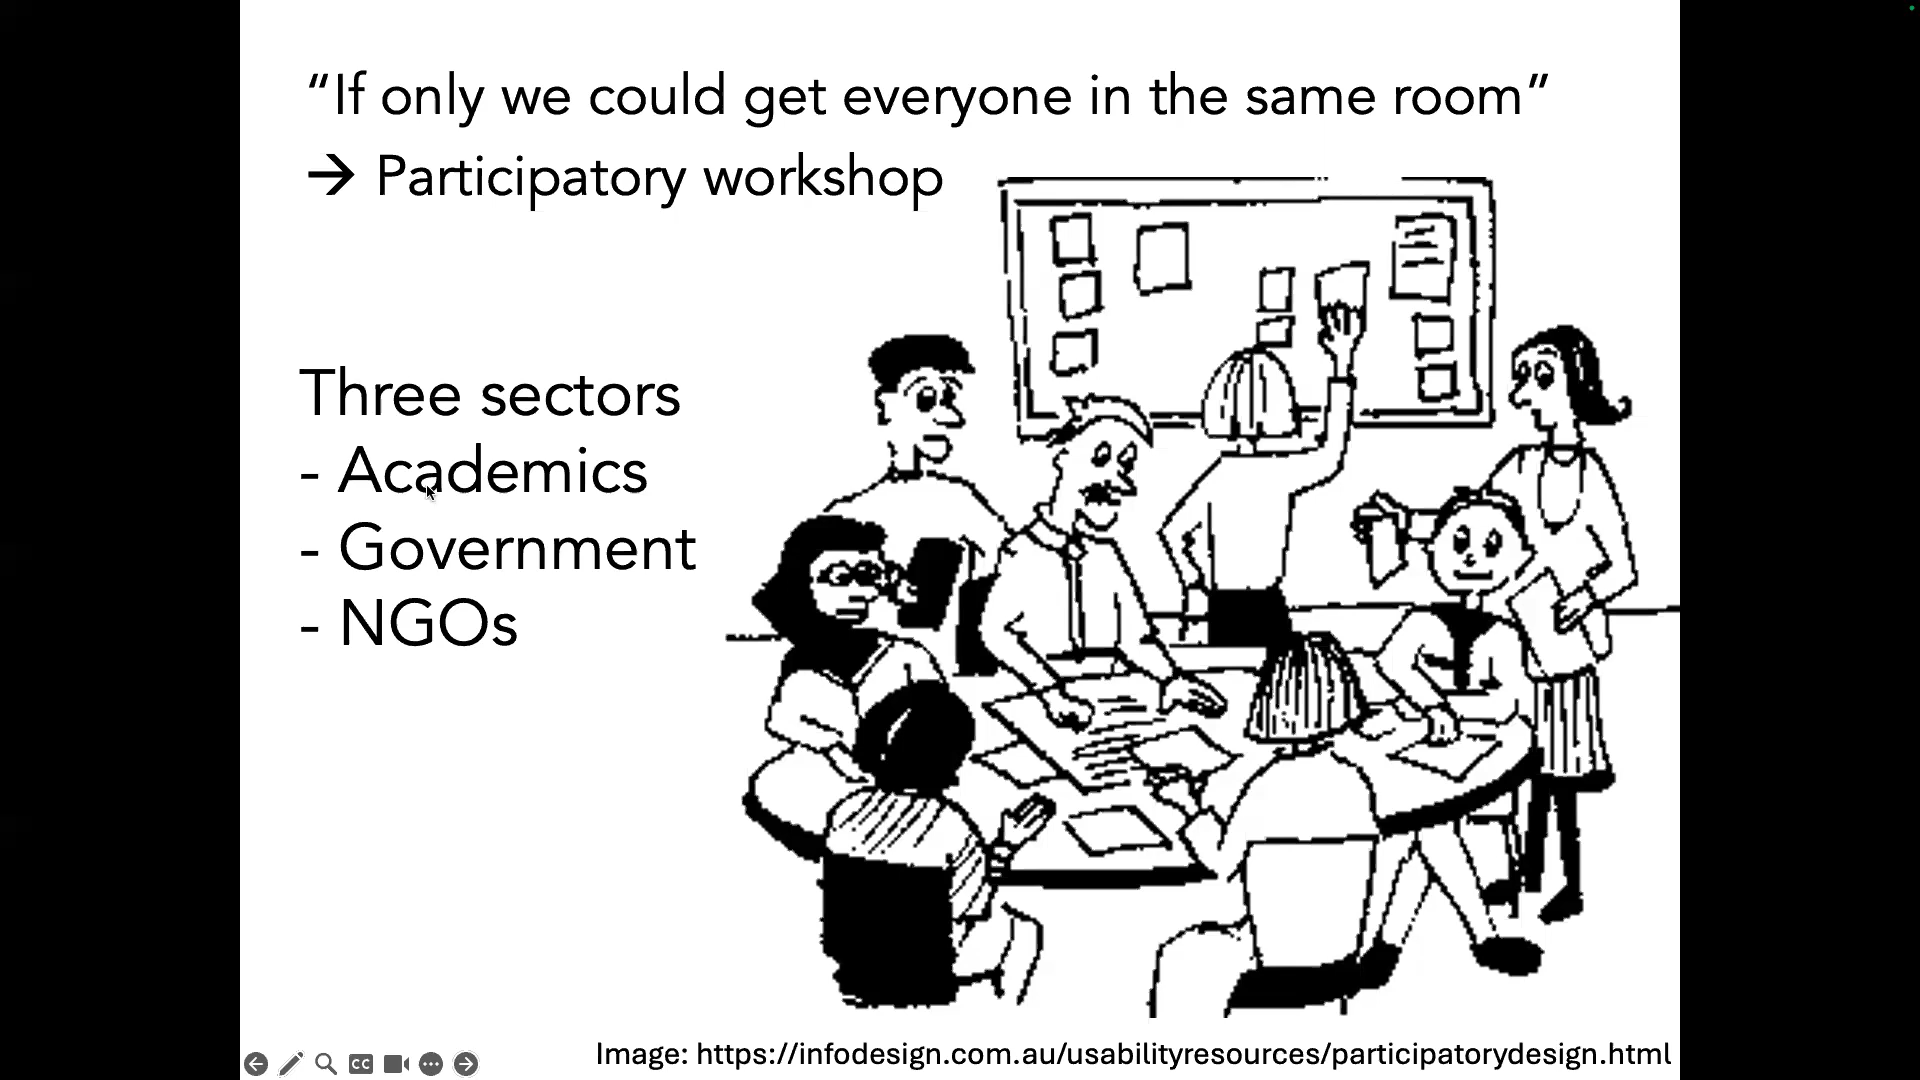 “If only we could get everyone in the same room”
→ Participatory workshop
Three sectors
- Academics
- Government
- NGOs
CC
Image: https://infodesign.com.au/usabilityresources/participatorydesign.html